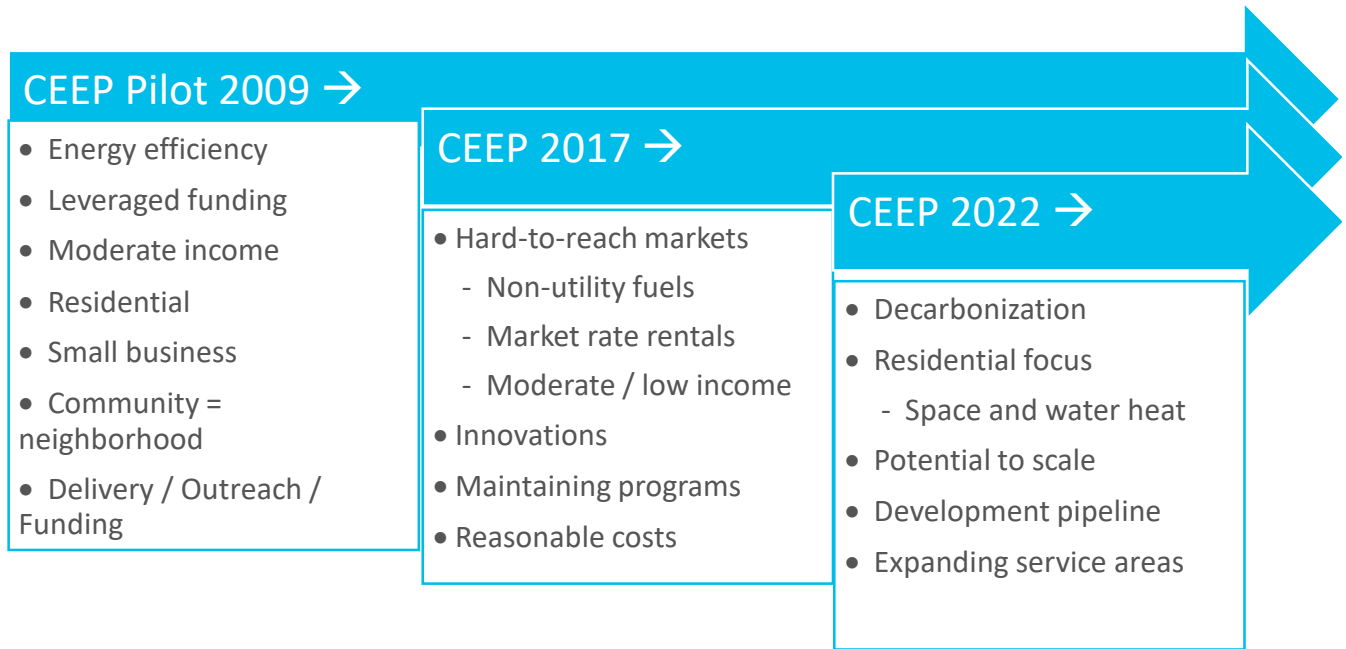 CEEP Pilot 2009 →
• Energy efficiency
• Leveraged funding
• Moderate income
• Residential
• Small business
• Community =
neighborhood
• Delivery / Outreach /
Funding
CEEP 2017 →
• Hard-to-reach markets
- Non-utility fuels
- Market rate rentals
- Moderate / low income
• Innovations
• Maintaining programs
• Reasonable costs
CEEP 2022 →
• Decarbonization
• Residential focus
- Space and water heat
• Potential to scale
• Development pipeline
• Expanding service areas